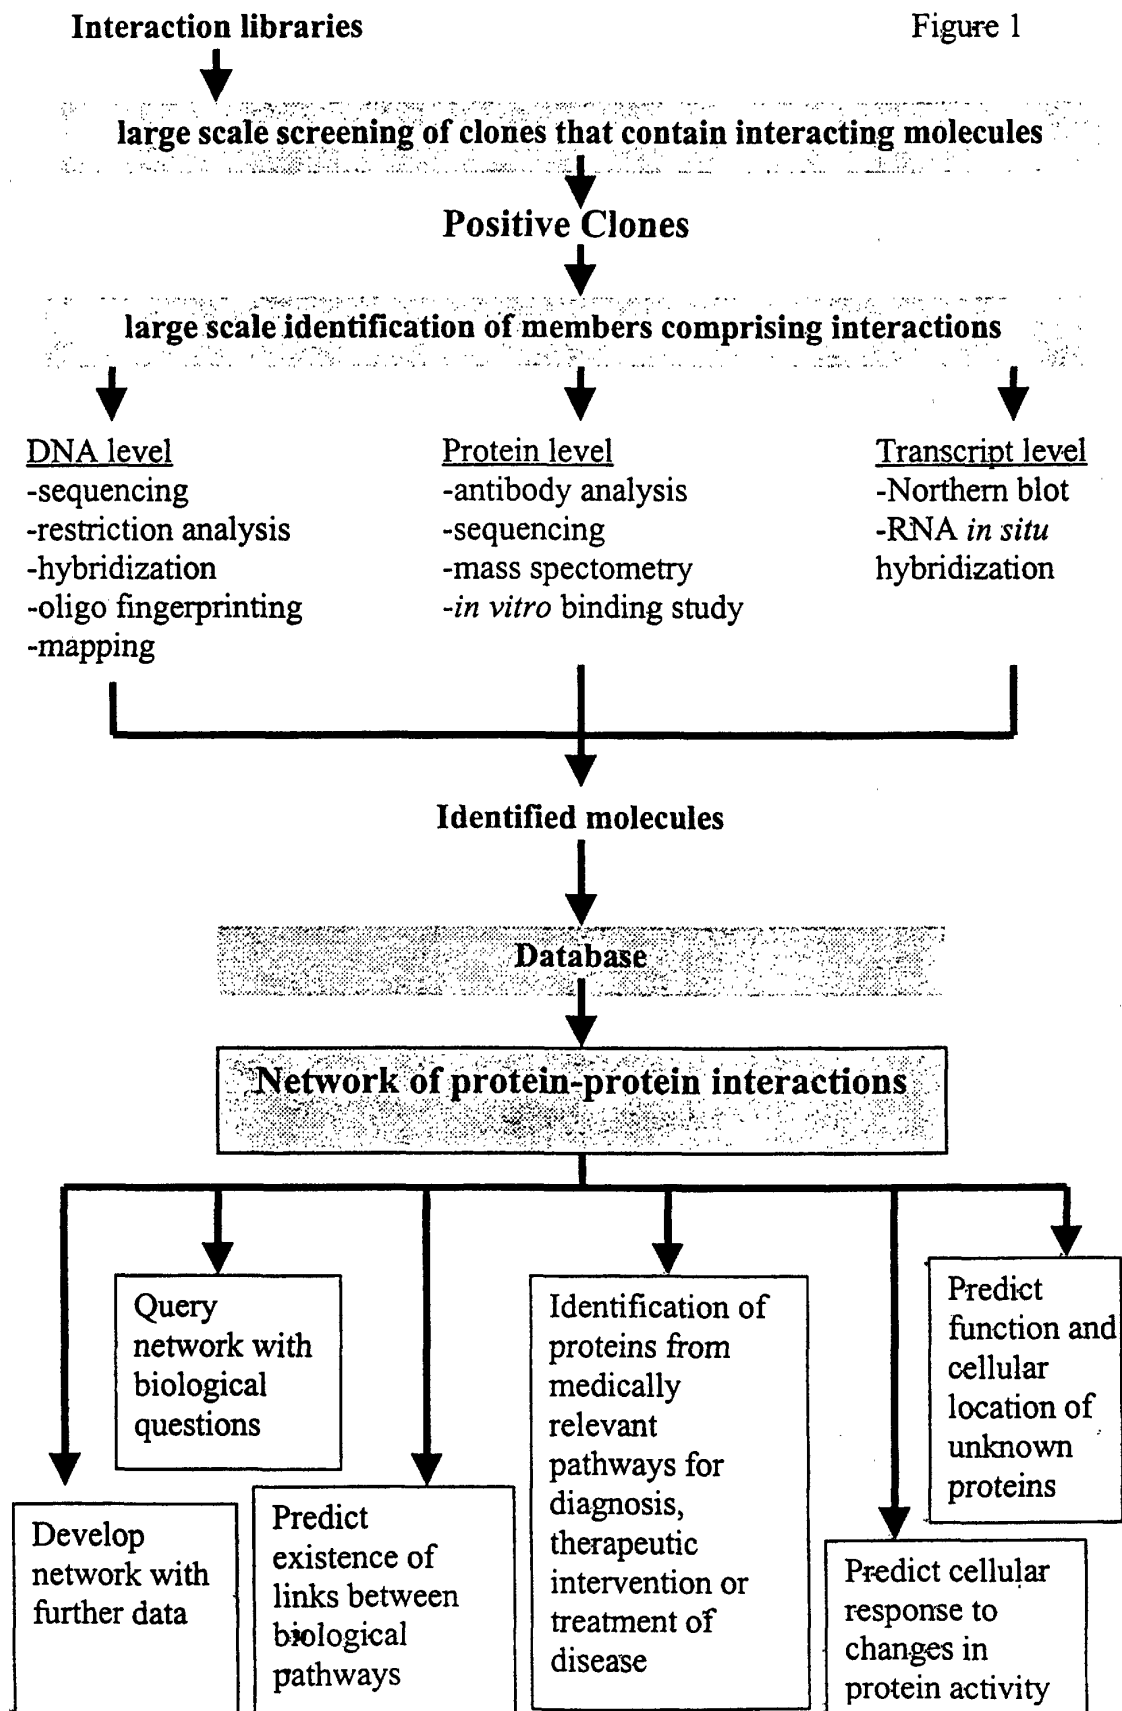 Interaction libraries
Figure 1
large scale screening of clones that contain interacting molecules
Positive Clones
large scale identification of members comprising interactions
DNA level
-sequencing
-restriction analysis
-hybridization
-oligo fingerprinting
-mapping
Protein level
-antibody analysis
-sequencing
-mass spectometry
-in vitro binding study
Transcript level
-Northern blot
-RNA in situ
hybridization
Identified molecules
Database
Network of protein-protein interactions
Develop
network with
further data
Query
network with
biological
questions
Predict
existence of
links between
biological
pathways
Identification of
proteins from
medically
relevant
pathways for
diagnosis,
therapeutic
intervention or
treatment of
disease
Predict cellular
response to
changes in
protein activity
Predict
function and
cellular
location of
unknown
proteins